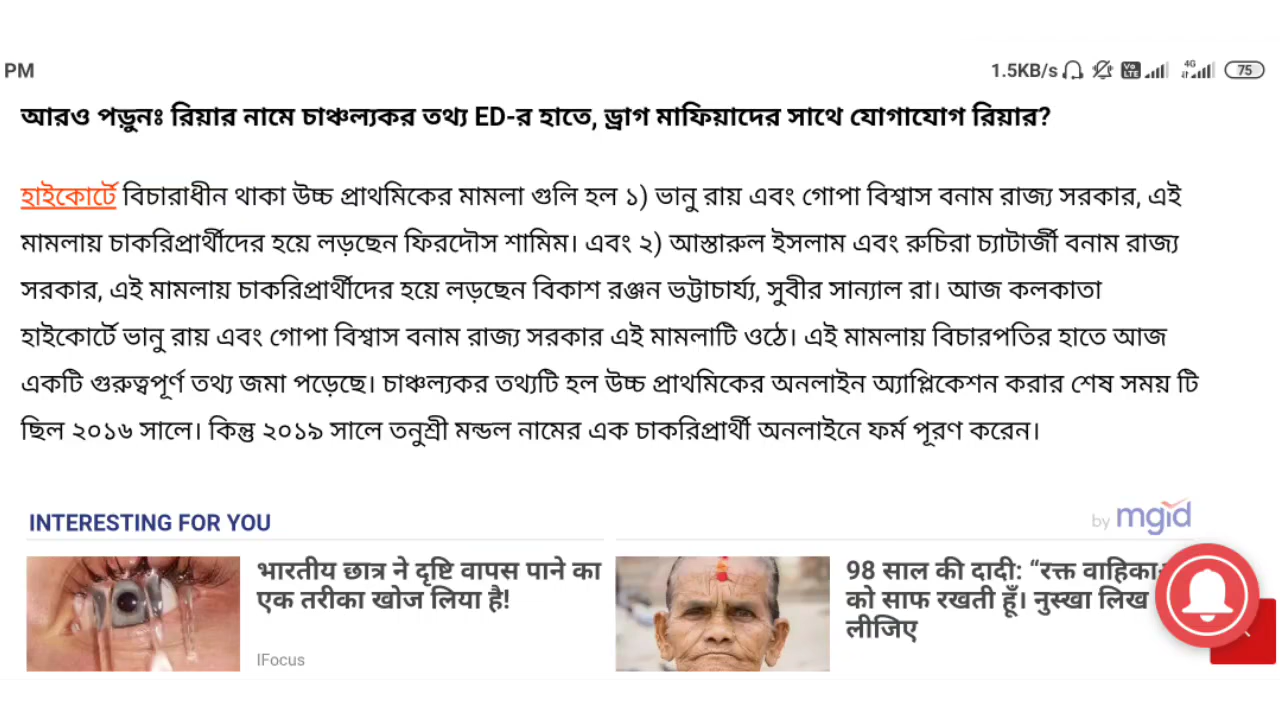 PM
1.5KB/s 4G 75
আরও পড়ুনঃ রিয়ার নামে চাঞ্চল্যকর তথ্য ED-র হাতে, ড্রাগ মাফিয়াদের সাথে যোগাযোগ রিয়ার?
হাইকোর্টে বিচারাধীন থাকা উচ্চ প্রাথমিকের মামলা গুলি হল ১) ভানু রায় এবং গোপা বিশ্বাস বনাম রাজ্য সরকার, এই
মামলায় চাকরিপ্রার্থীদের হয়ে লড়ছেন ফিরদৌস শামিম। এবং ২) আস্তারুল ইসলাম এবং রুচিরা চ্যাটার্জী বনাম রাজ্য
সরকার, এই মামলায় চাকরিপ্রার্থীদের হয়ে লড়ছেন বিকাশ রঞ্জন ভট্টাচার্য্য, সুবীর সান্যাল রা। আজ কলকাতা
হাইকোর্টে ভানু রায় এবং গোপা বিশ্বাস বনাম রাজ্য সরকার এই মামলাটি ওঠে। এই মামলায় বিচারপতির হাতে আজ
একটি গুরুত্বপূর্ণ তথ্য জমা পড়েছে। চাঞ্চল্যকর তথ্যটি হল উচ্চ প্রাথমিকের অনলাইন অ্যাপ্লিকেশন করার শেষ সময় টি
ছিল ২০১৬ সালে। কিন্তু ২০১৯ সালে তনুশ্রী মন্ডল নামের এক চাকরিপ্রার্থী অনলাইনে ফর্ম পূরণ করেন।
INTERESTING FOR YOU
by mgid
भारतीय छात्र ने दृष्टि वापस पाने का
एक तरीका खोज लिया है!
IFocus
98 साल की दादी: “रक्त वाहिका
को साफ रखती हूँ। नुस्खा लिख
लीजिए